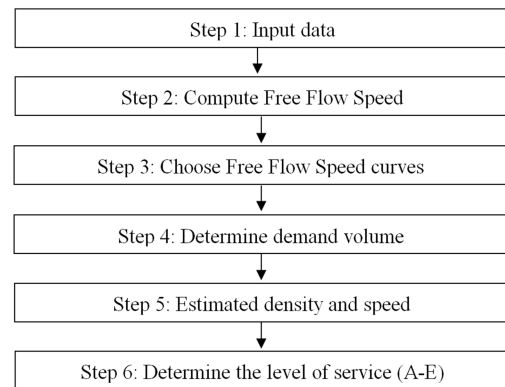 Step 1: Input data
Step 2: Compute Free Flow Speed
Step 3: Choose Free Flow Speed curves
Step 4: Determine demand volume
Step 5: Estimated density and speed
Step 6: Determine the level of service (A-E)